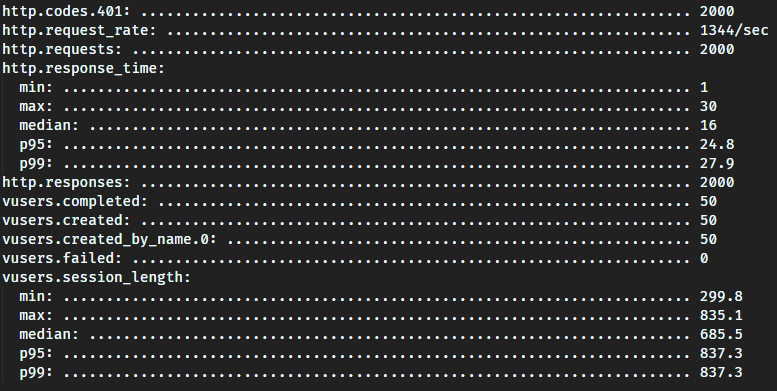 http.codes.401: ................................................................ 2000
http.request_rate: ............................................................. 1344/sec
http.requests: ................................................................. 2000
http.response_time:
min: ......................................................................... 1
max: ......................................................................... 30
median: ...................................................................... 16
p95: ......................................................................... 24.8
p99: ......................................................................... 27.9
http.responses: ................................................................ 2000
vusers.completed: .............................................................. 50
vusers.created: ................................................................ 50
vusers.created_by_name.0: ...................................................... 50
vusers.failed: ................................................................. 0
vusers.session_length:
min: ......................................................................... 299.8
max: ......................................................................... 835.1
median: ...................................................................... 685.5
p95: ......................................................................... 837.3
p99: ......................................................................... 837.3